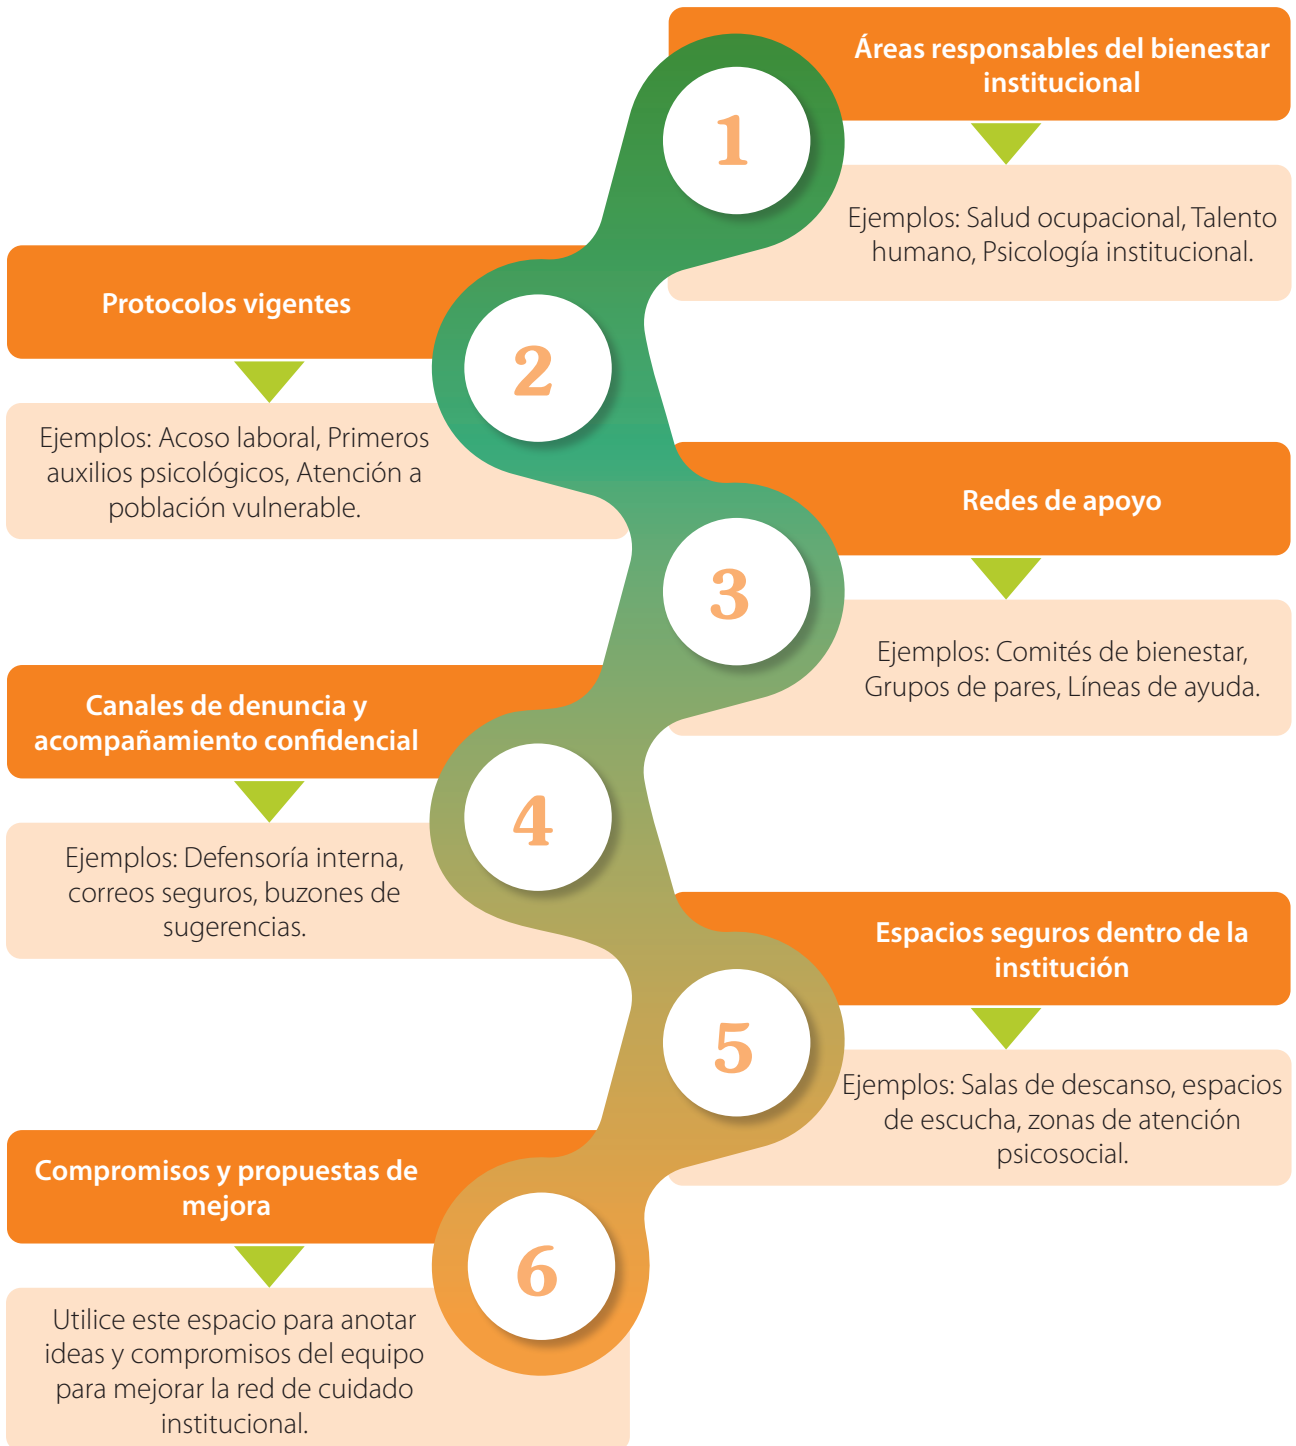 1
Áreas responsables del bienestar
institucional
Ejemplos: Salud ocupacional, Talento
humano, Psicología institucional.
2
Protocolos vigentes
Ejemplos: Acoso laboral, Primeros
auxilios psicológicos, Atención a
población vulnerable.
3
Redes de apoyo
Ejemplos: Comités de bienestar,
Grupos de pares, Líneas de ayuda.
4
Canales de denuncia y
acompañamiento confidencial
Ejemplos: Defensoría interna,
correos seguros, buzones de
sugerencias.
5
Espacios seguros dentro de la
institución
Ejemplos: Salas de descanso, espacios
de escucha, zonas de atención
psicosocial.
6
Compromisos y propuestas de
mejora
Utilice este espacio para anotar
ideas y compromisos del equipo
para mejorar la red de cuidado
institucional.